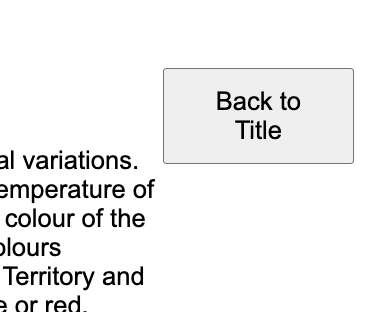 Back to
Title
al variations.
emperature of
colour of the
olours
Territory and
e or red.